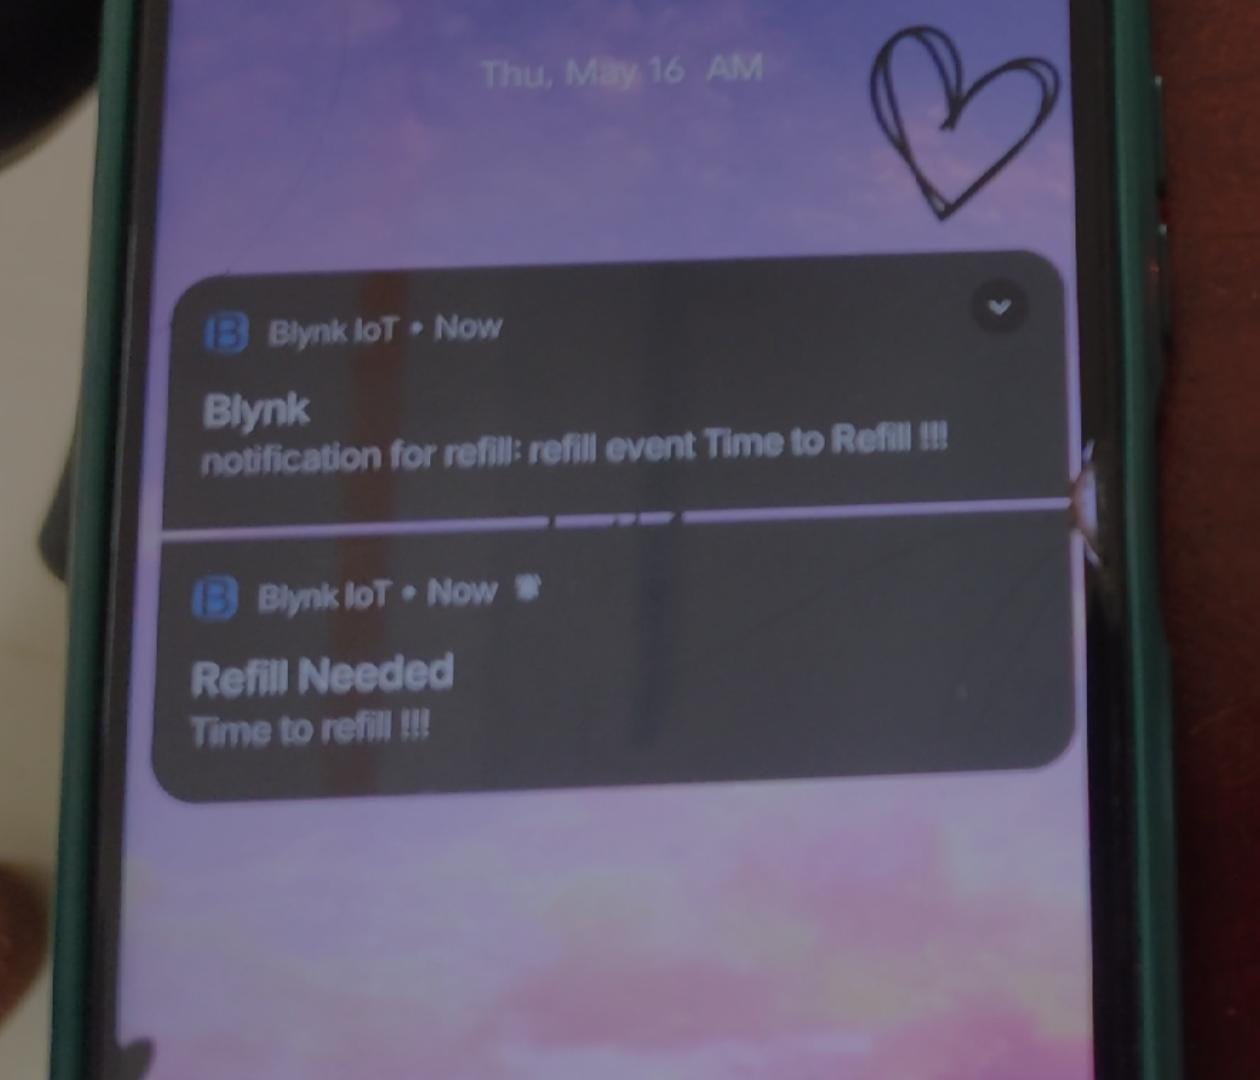 Thu, May 16 AM
Blynk IoT • Now
Blynk
notification for refill: refill event Time to Refill !!!
Blynk IoT • Now
Refill Needed
Time to refill !!!